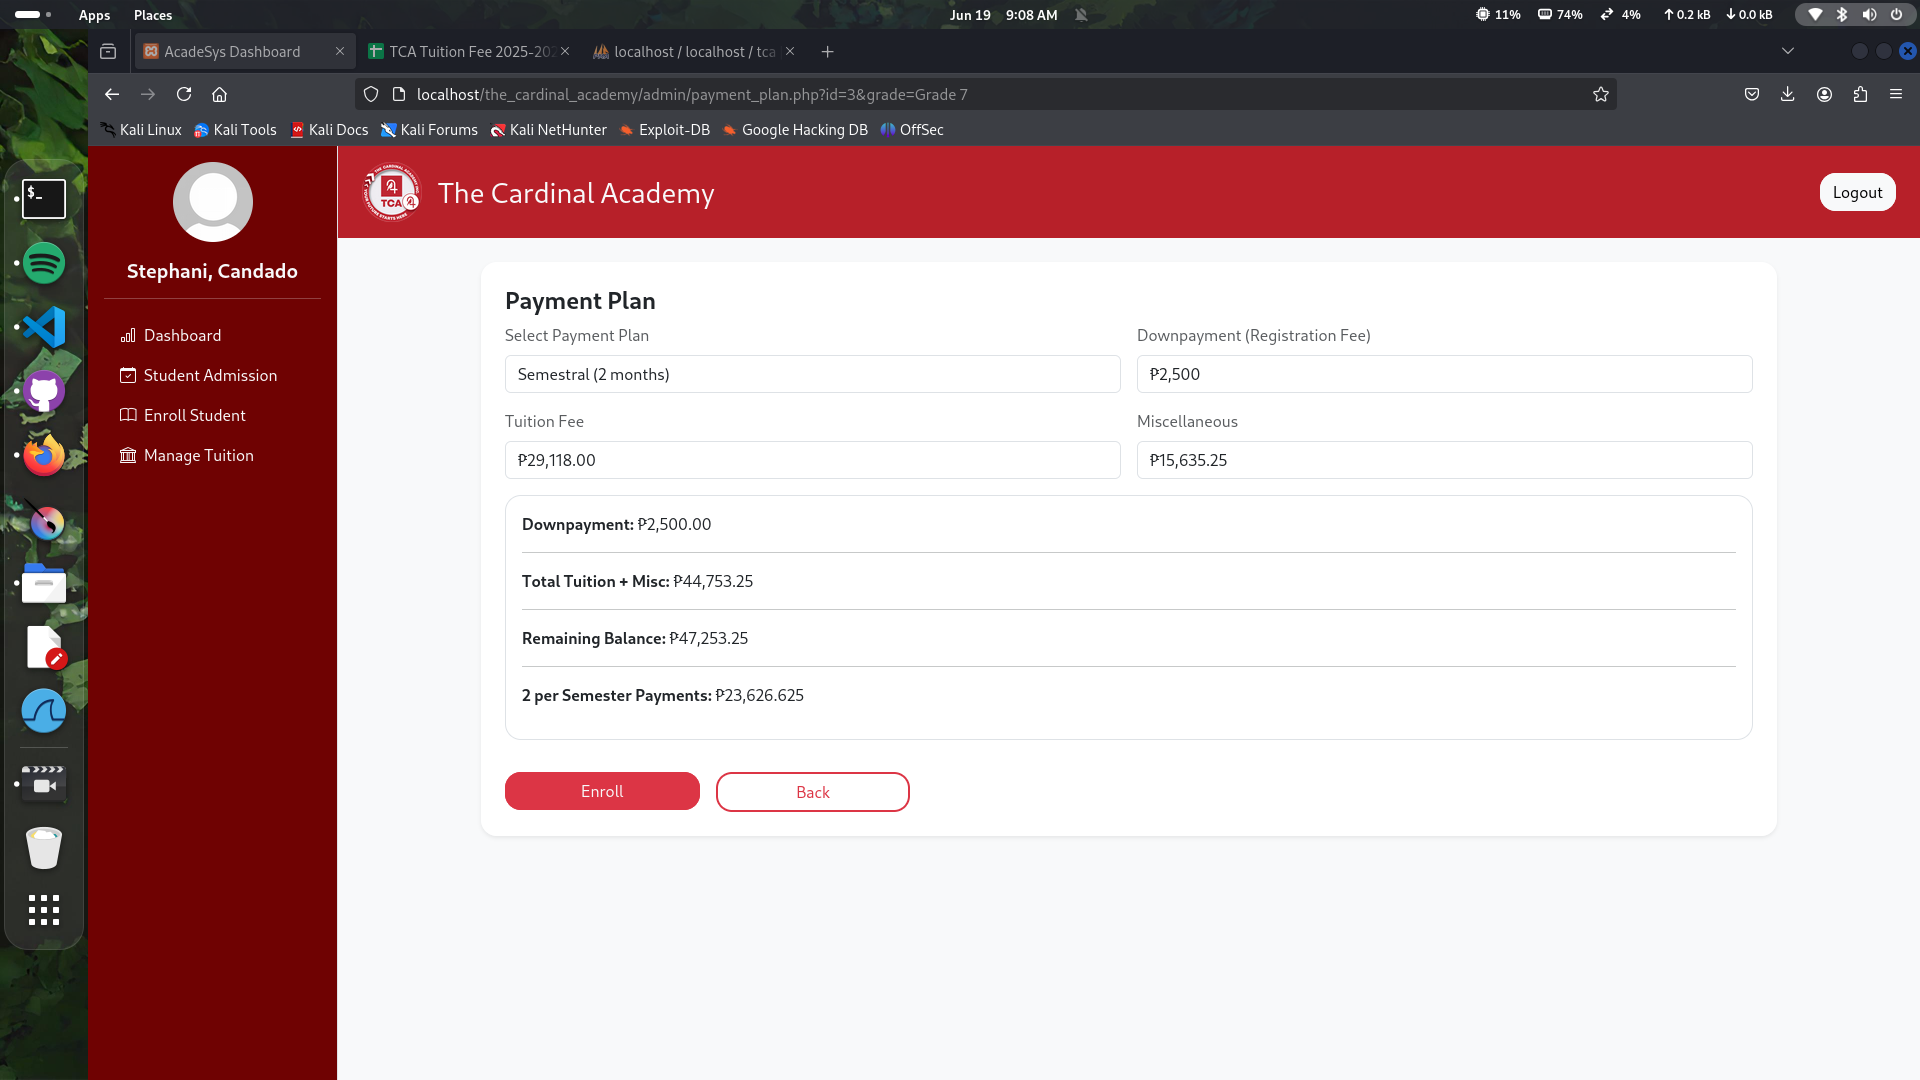 Apps Places Jun 19 9:08 AM 11% 74% 4% 0.2 kB 0.0 kB
AcadeSys Dashboard TCA Tuition Fee 2025-202 localhost / localhost / tca
localhost/the_cardinal_academy/admin/payment_plan.php?id=3&grade=Grade 7
Kali Linux Kali Tools Kali Docs Kali Forums Kali NetHunter Exploit-DB Google Hacking DB OffSec
$_
TCA
The Cardinal Academy
Logout
Stephani, Candado
Dashboard
Student Admission
Enroll Student
Manage Tuition
Payment Plan
Select Payment Plan Downpayment (Registration Fee)
Semestral (2 months) ₱2,500
Tuition Fee Miscellaneous
₱29,118.00 ₱15,635.25
Downpayment: ₱2,500.00
Total Tuition + Misc: ₱44,753.25
Remaining Balance: ₱47,253.25
2 per Semester Payments: ₱23,626.625
Enroll Back